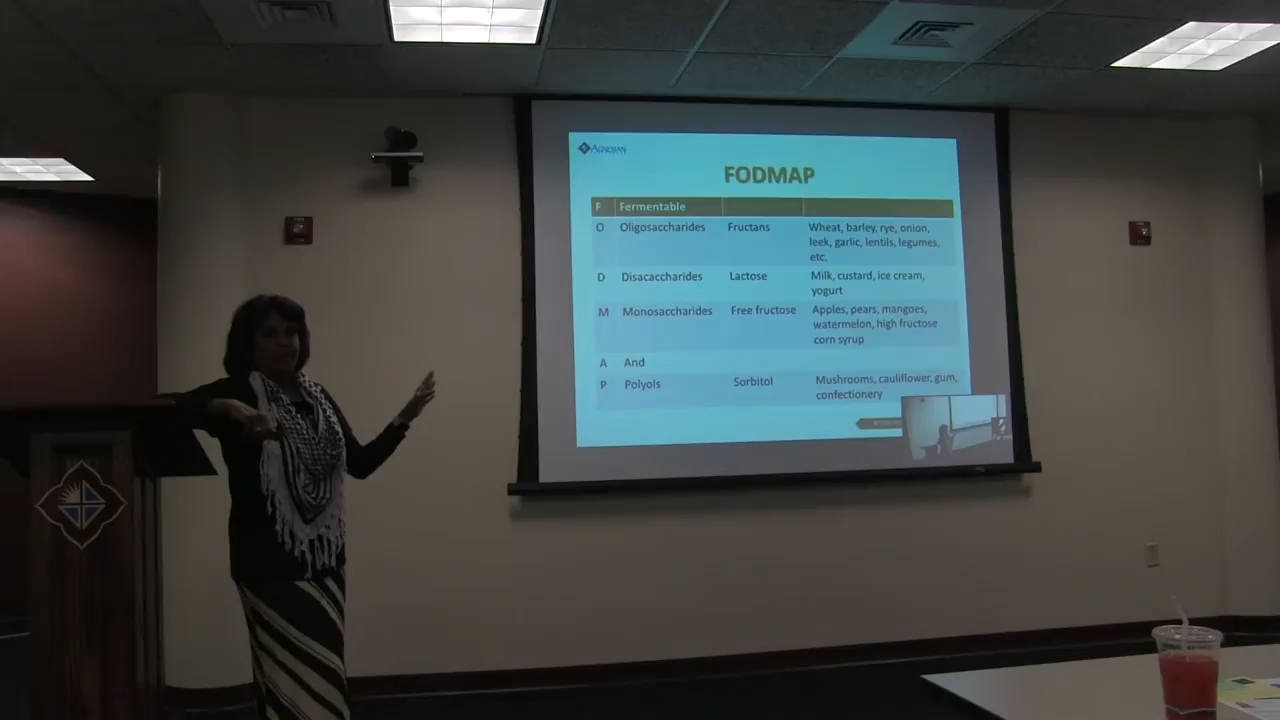 AGNESIAN
FODMAP
F Fermentable
O Oligosaccharides Fructans Wheat, barley, rye, onion,
leek, garlic, lentils, legumes,
etc.
D Disacaccharides Lactose Milk, custard, ice cream,
yogurt
M Monosaccharides Free fructose Apples, pears, mangoes,
watermelon, high fructose
corn syrup
A And
P Polyols Sorbitol Mushrooms, cauliflower, gum,
confectionery